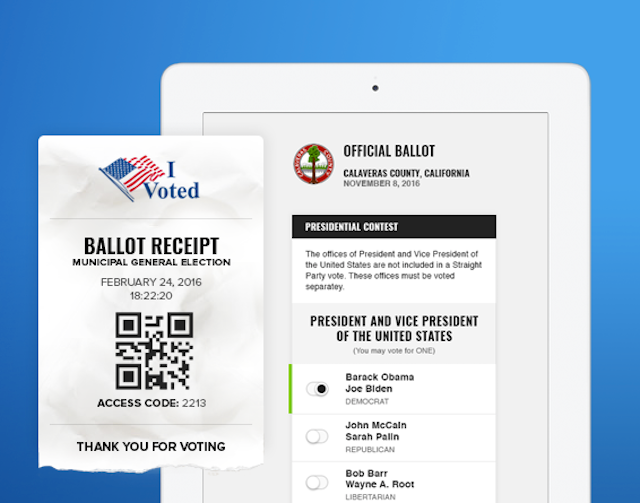 I
Voted
BALLOT RECEIPT
MUNICIPAL GENERAL ELECTION
FEBRUARY 24, 2016
18:22:20
ACCESS CODE: 2213
THANK YOU FOR VOTING
OFFICIAL BALLOT
CALAVERAS COUNTY, CALIFORNIA
NOVEMBER 8, 2016
PRESIDENTIAL CONTEST
The offices of President and Vice President of
the United States are not included in a Straight
Party vote. These offices must be voted
separatey.
PRESIDENT AND VICE PRESIDENT
OF THE UNITED STATES
(You may vote for ONE)
Barack Obama
Joe Biden
DEMOCRAT
John McCain
Sarah Palin
REPUBLICAN
Bob Barr
Wayne A. Root
LIBERTARIAN